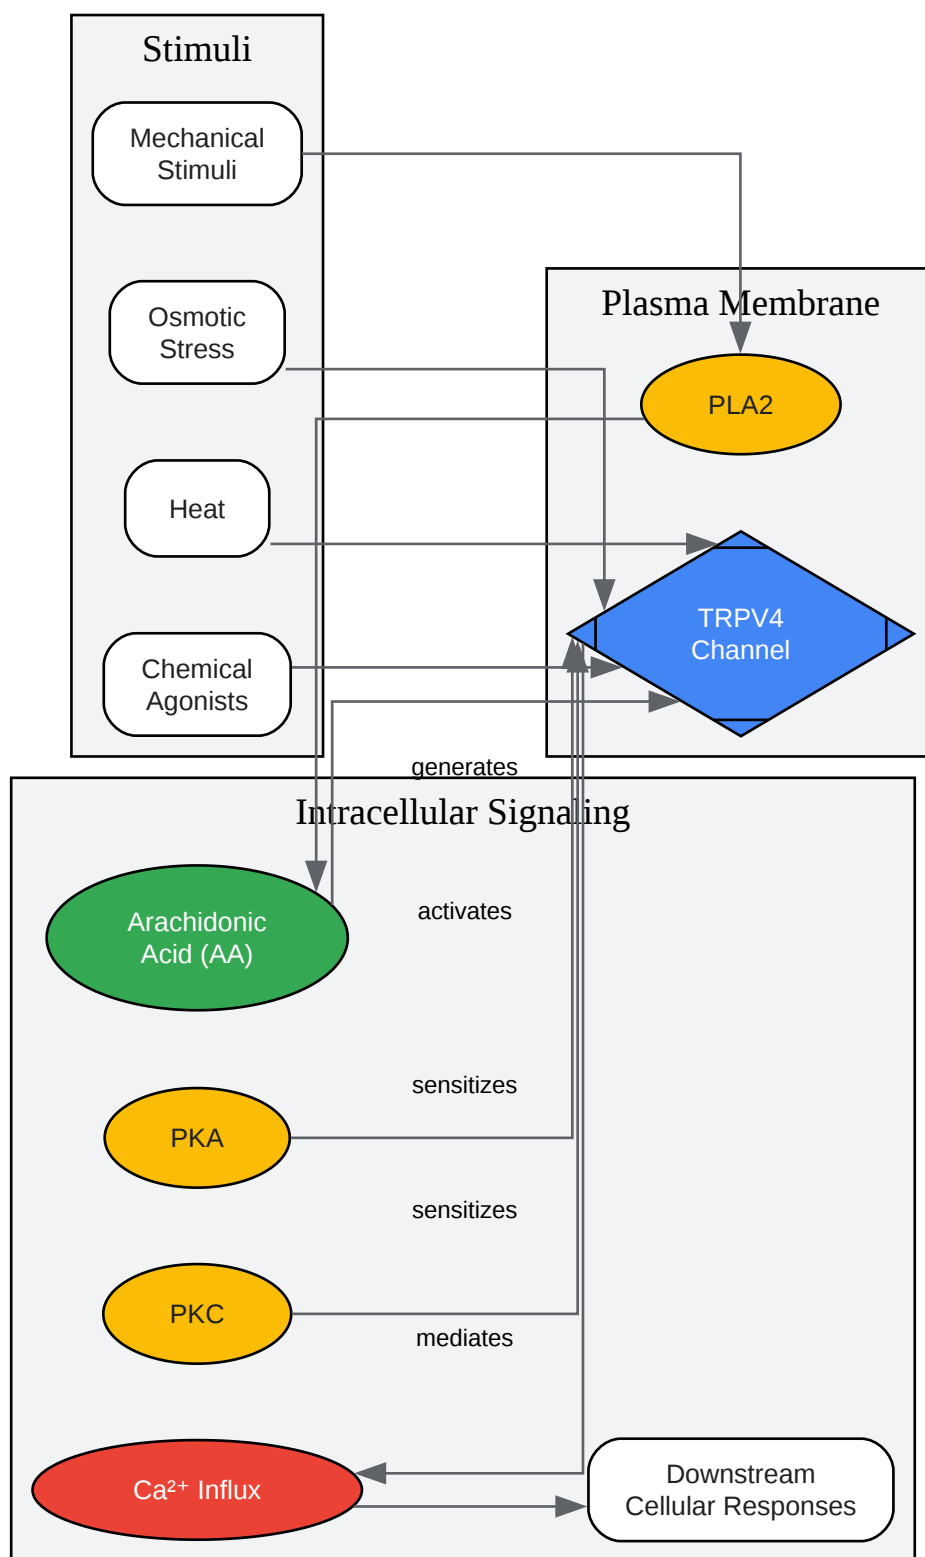 Stimuli
Mechanical
Stimuli
Osmotic
Stress
Heat
Chemical
Agonists
Plasma Membrane
PLA2
TRPV4
Channel
generates
Intracellular Signaling
Arachidonic
Acid (AA)
activates
sensitizes
PKA
sensitizes
PKC
mediates
Ca²⁺ Influx
Downstream
Cellular Responses